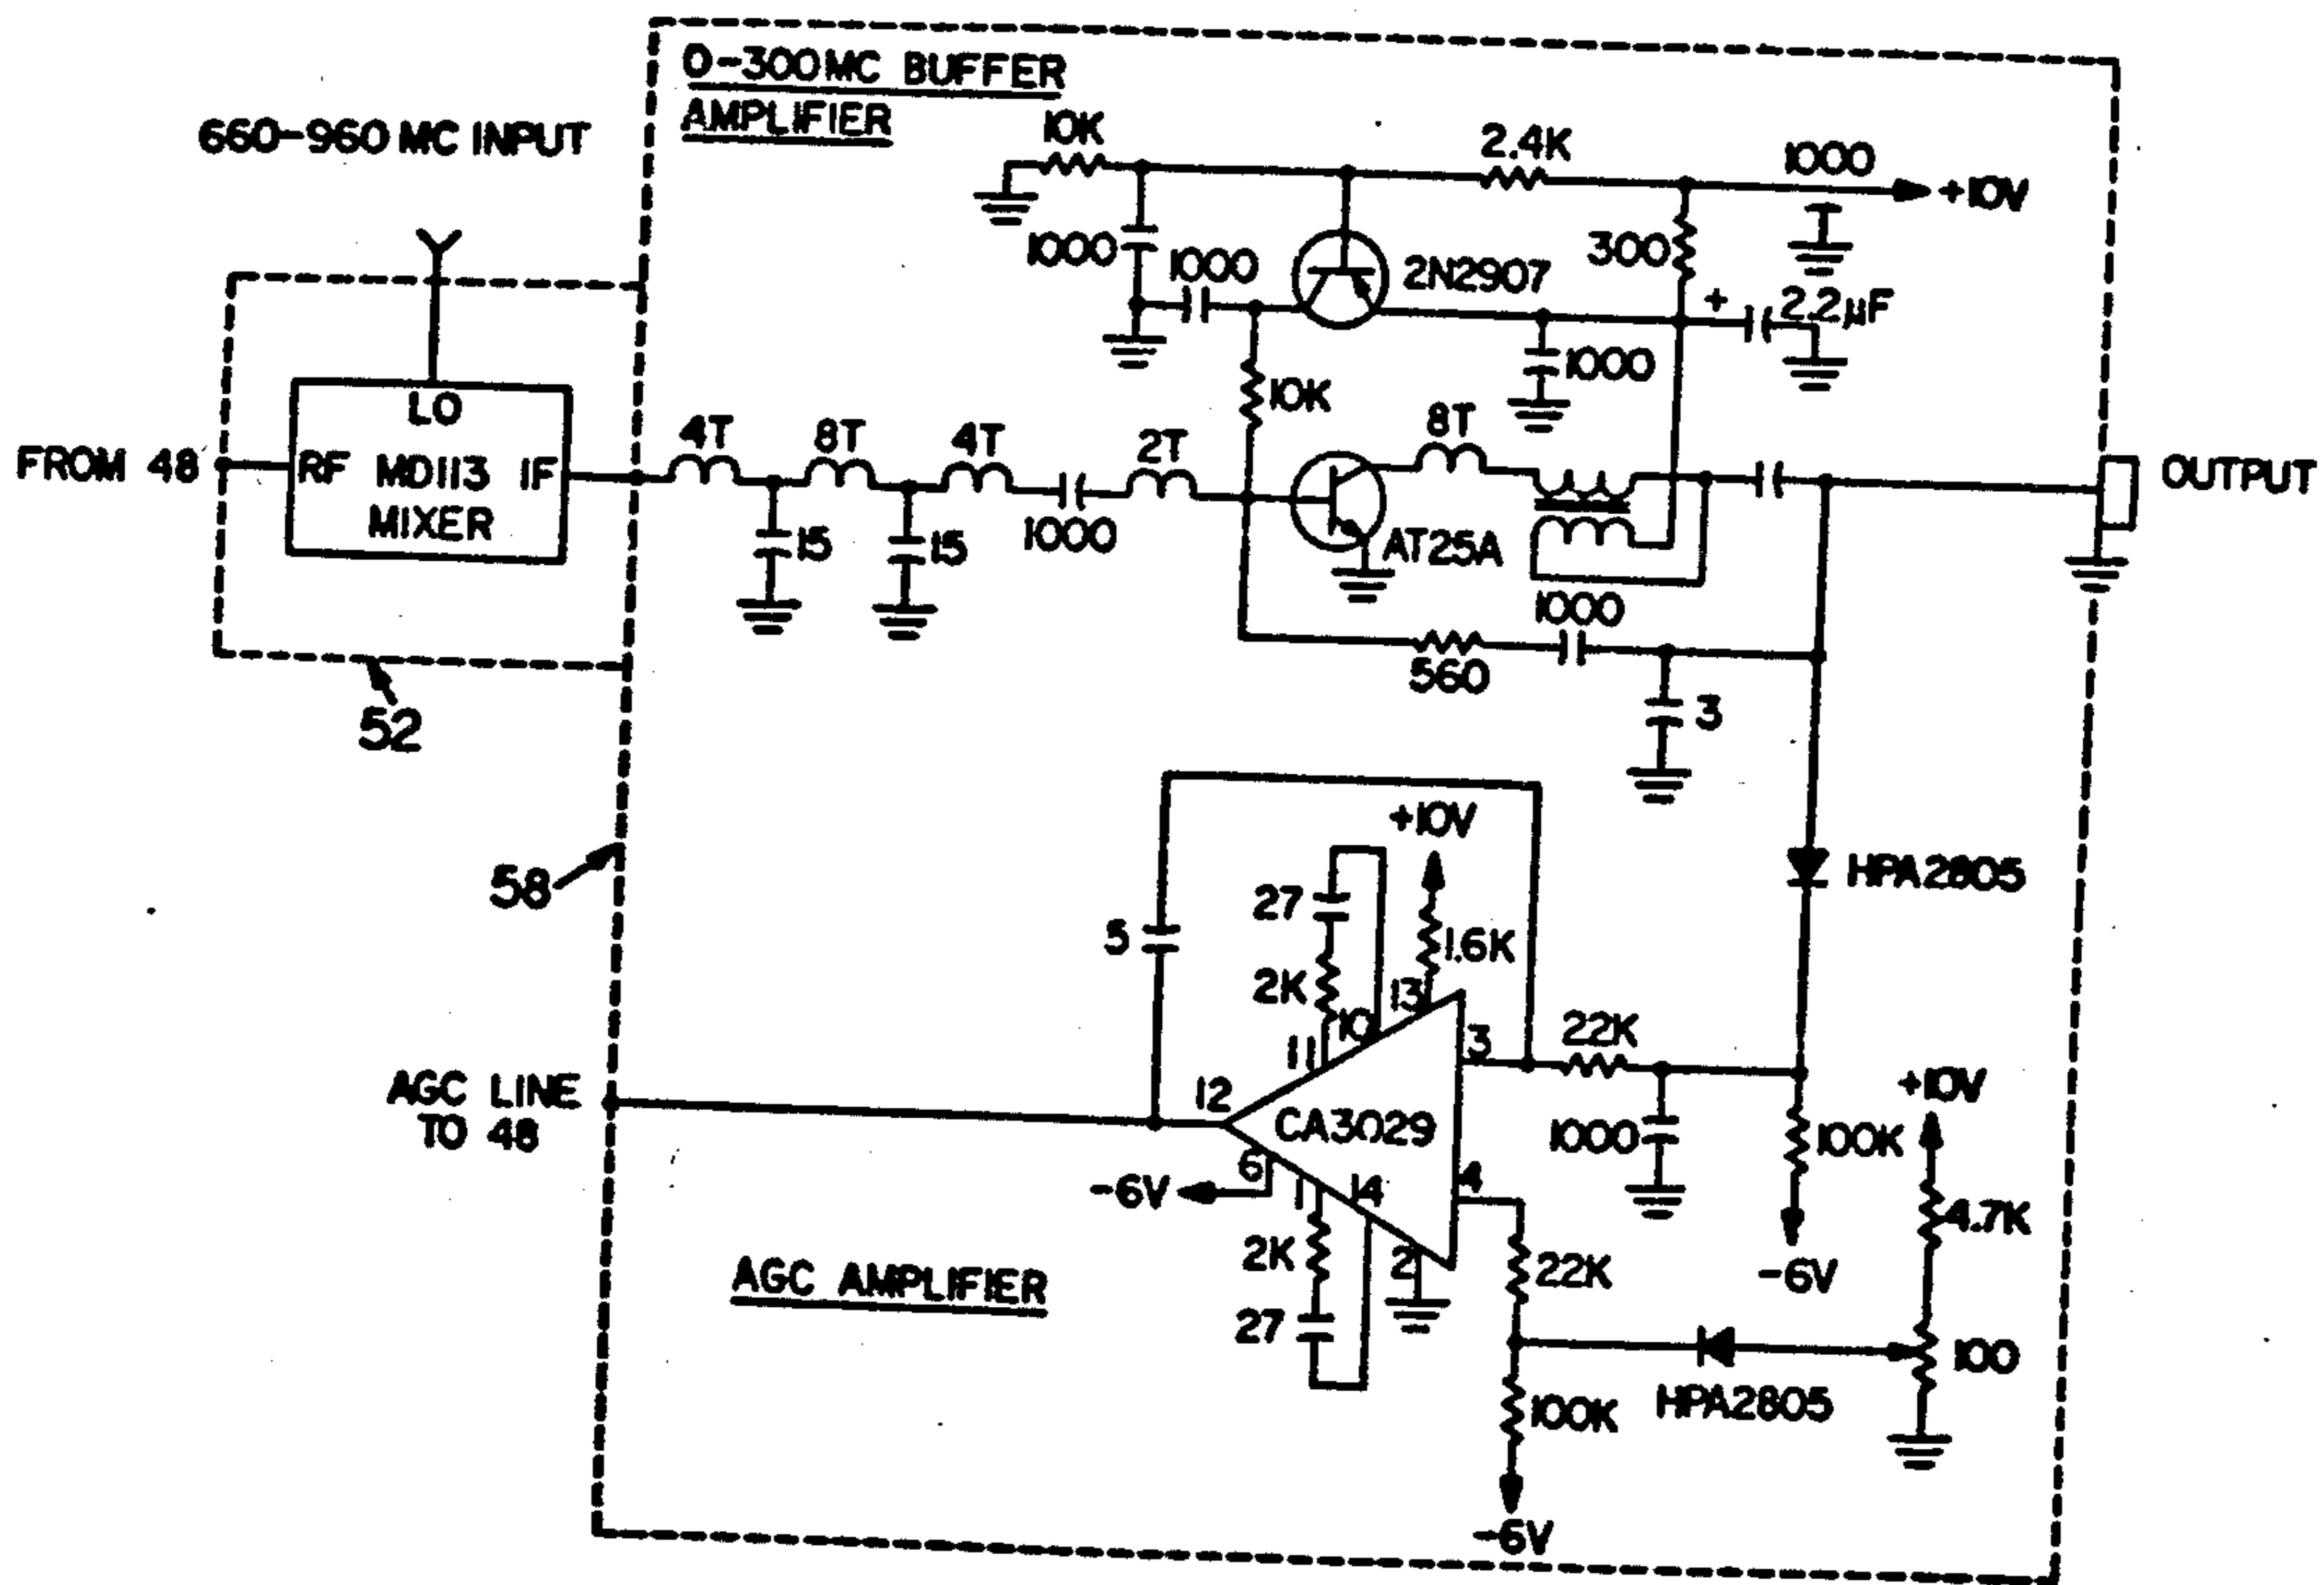 0-300MC BUFFER
AMPLIFIER
660-960 MC INPUT
10K
2.4K
1000
+10V
1000
1000
2N2907
300
+
2.2µF
1000
10K
LO
FROM 48
RF
MD113
IF
MIXER
4T
8T
4T
2T
8T
OUTPUT
15
15
1000
AT25A
1000
560
3
52
+10V
58
HPA2805
27
5
1.6K
2K
13
10
11
3
22K
AGC LINE
TO 48
12
CA3029
1000
100K
+10V
6
-6V
1
14
4
4.7K
2K
2
22K
-6V
AGC AMPLIFIER
27
100
HPA2805
100K
-6V